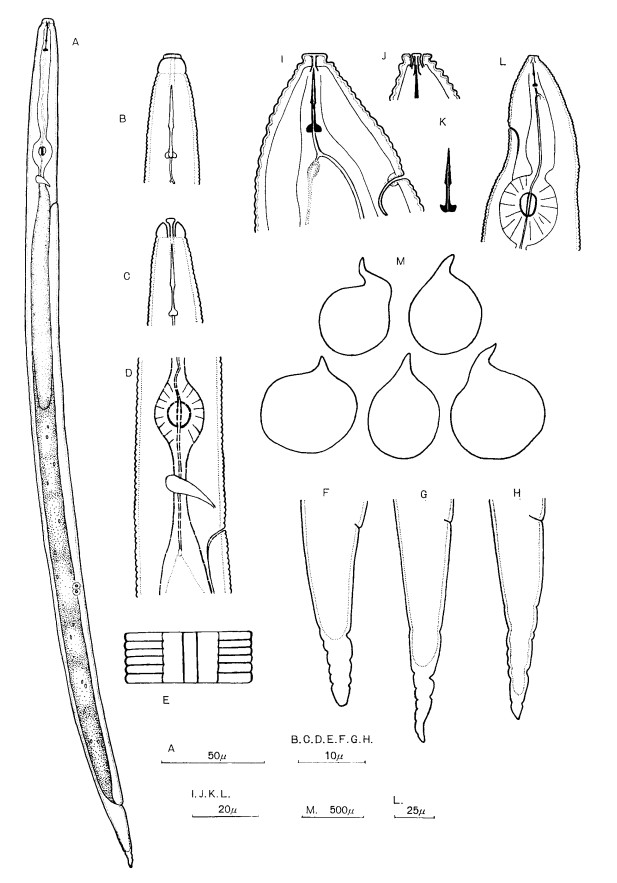 A
B
C
D
E
I
J
K
L
M
F
G
H
A
50μ
B.C.D.E.F.G.H.
10μ
I.J.K.L.
20μ
M. 500μ
L.
25μ